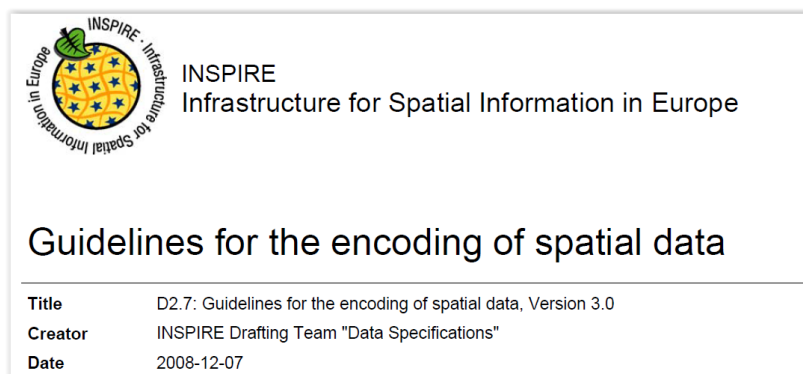 INSPIRE · Infrastructure for Spatial Information in Europe
INSPIRE
Infrastructure for Spatial Information in Europe
Guidelines for the encoding of spatial data
Title D2.7: Guidelines for the encoding of spatial data, Version 3.0
Creator INSPIRE Drafting Team "Data Specifications"
Date 2008-12-07